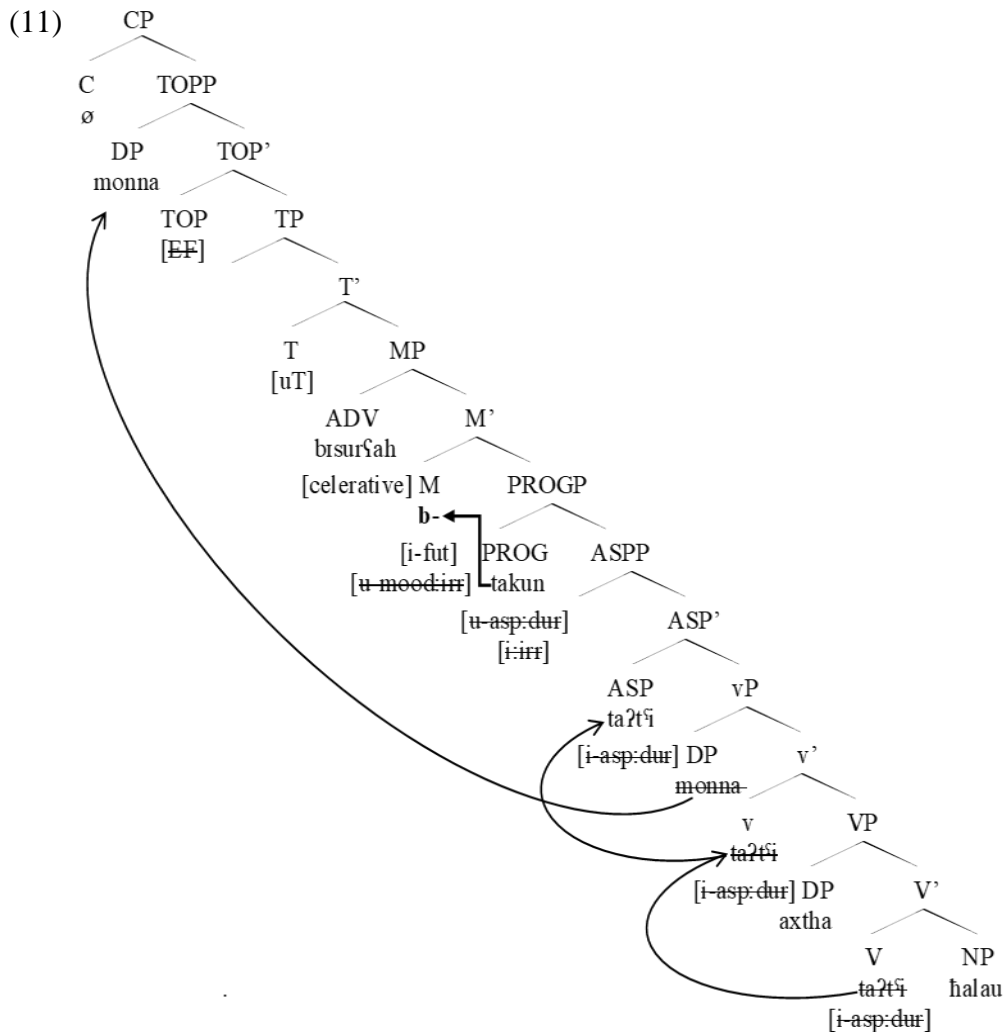 (11) CP
C TOPP
ø
DP TOP’
monna
TOP TP
[EF]
T’
T MP
[uT]
ADV M’
bɪsurʕah
[celerative] M PROGP
b-
[i-fut] PROG ASPP
[u-mood:irr] takun
[u-asp:dur] ASP’
[i:irr]
ASP vP
taʔtˤi
[i-asp:dur] DP v’
monna
v VP
taʔtˤi
[i-asp:dur] DP V’
axtha
V NP
taʔtˤi ħalau
[i-asp:dur]
.